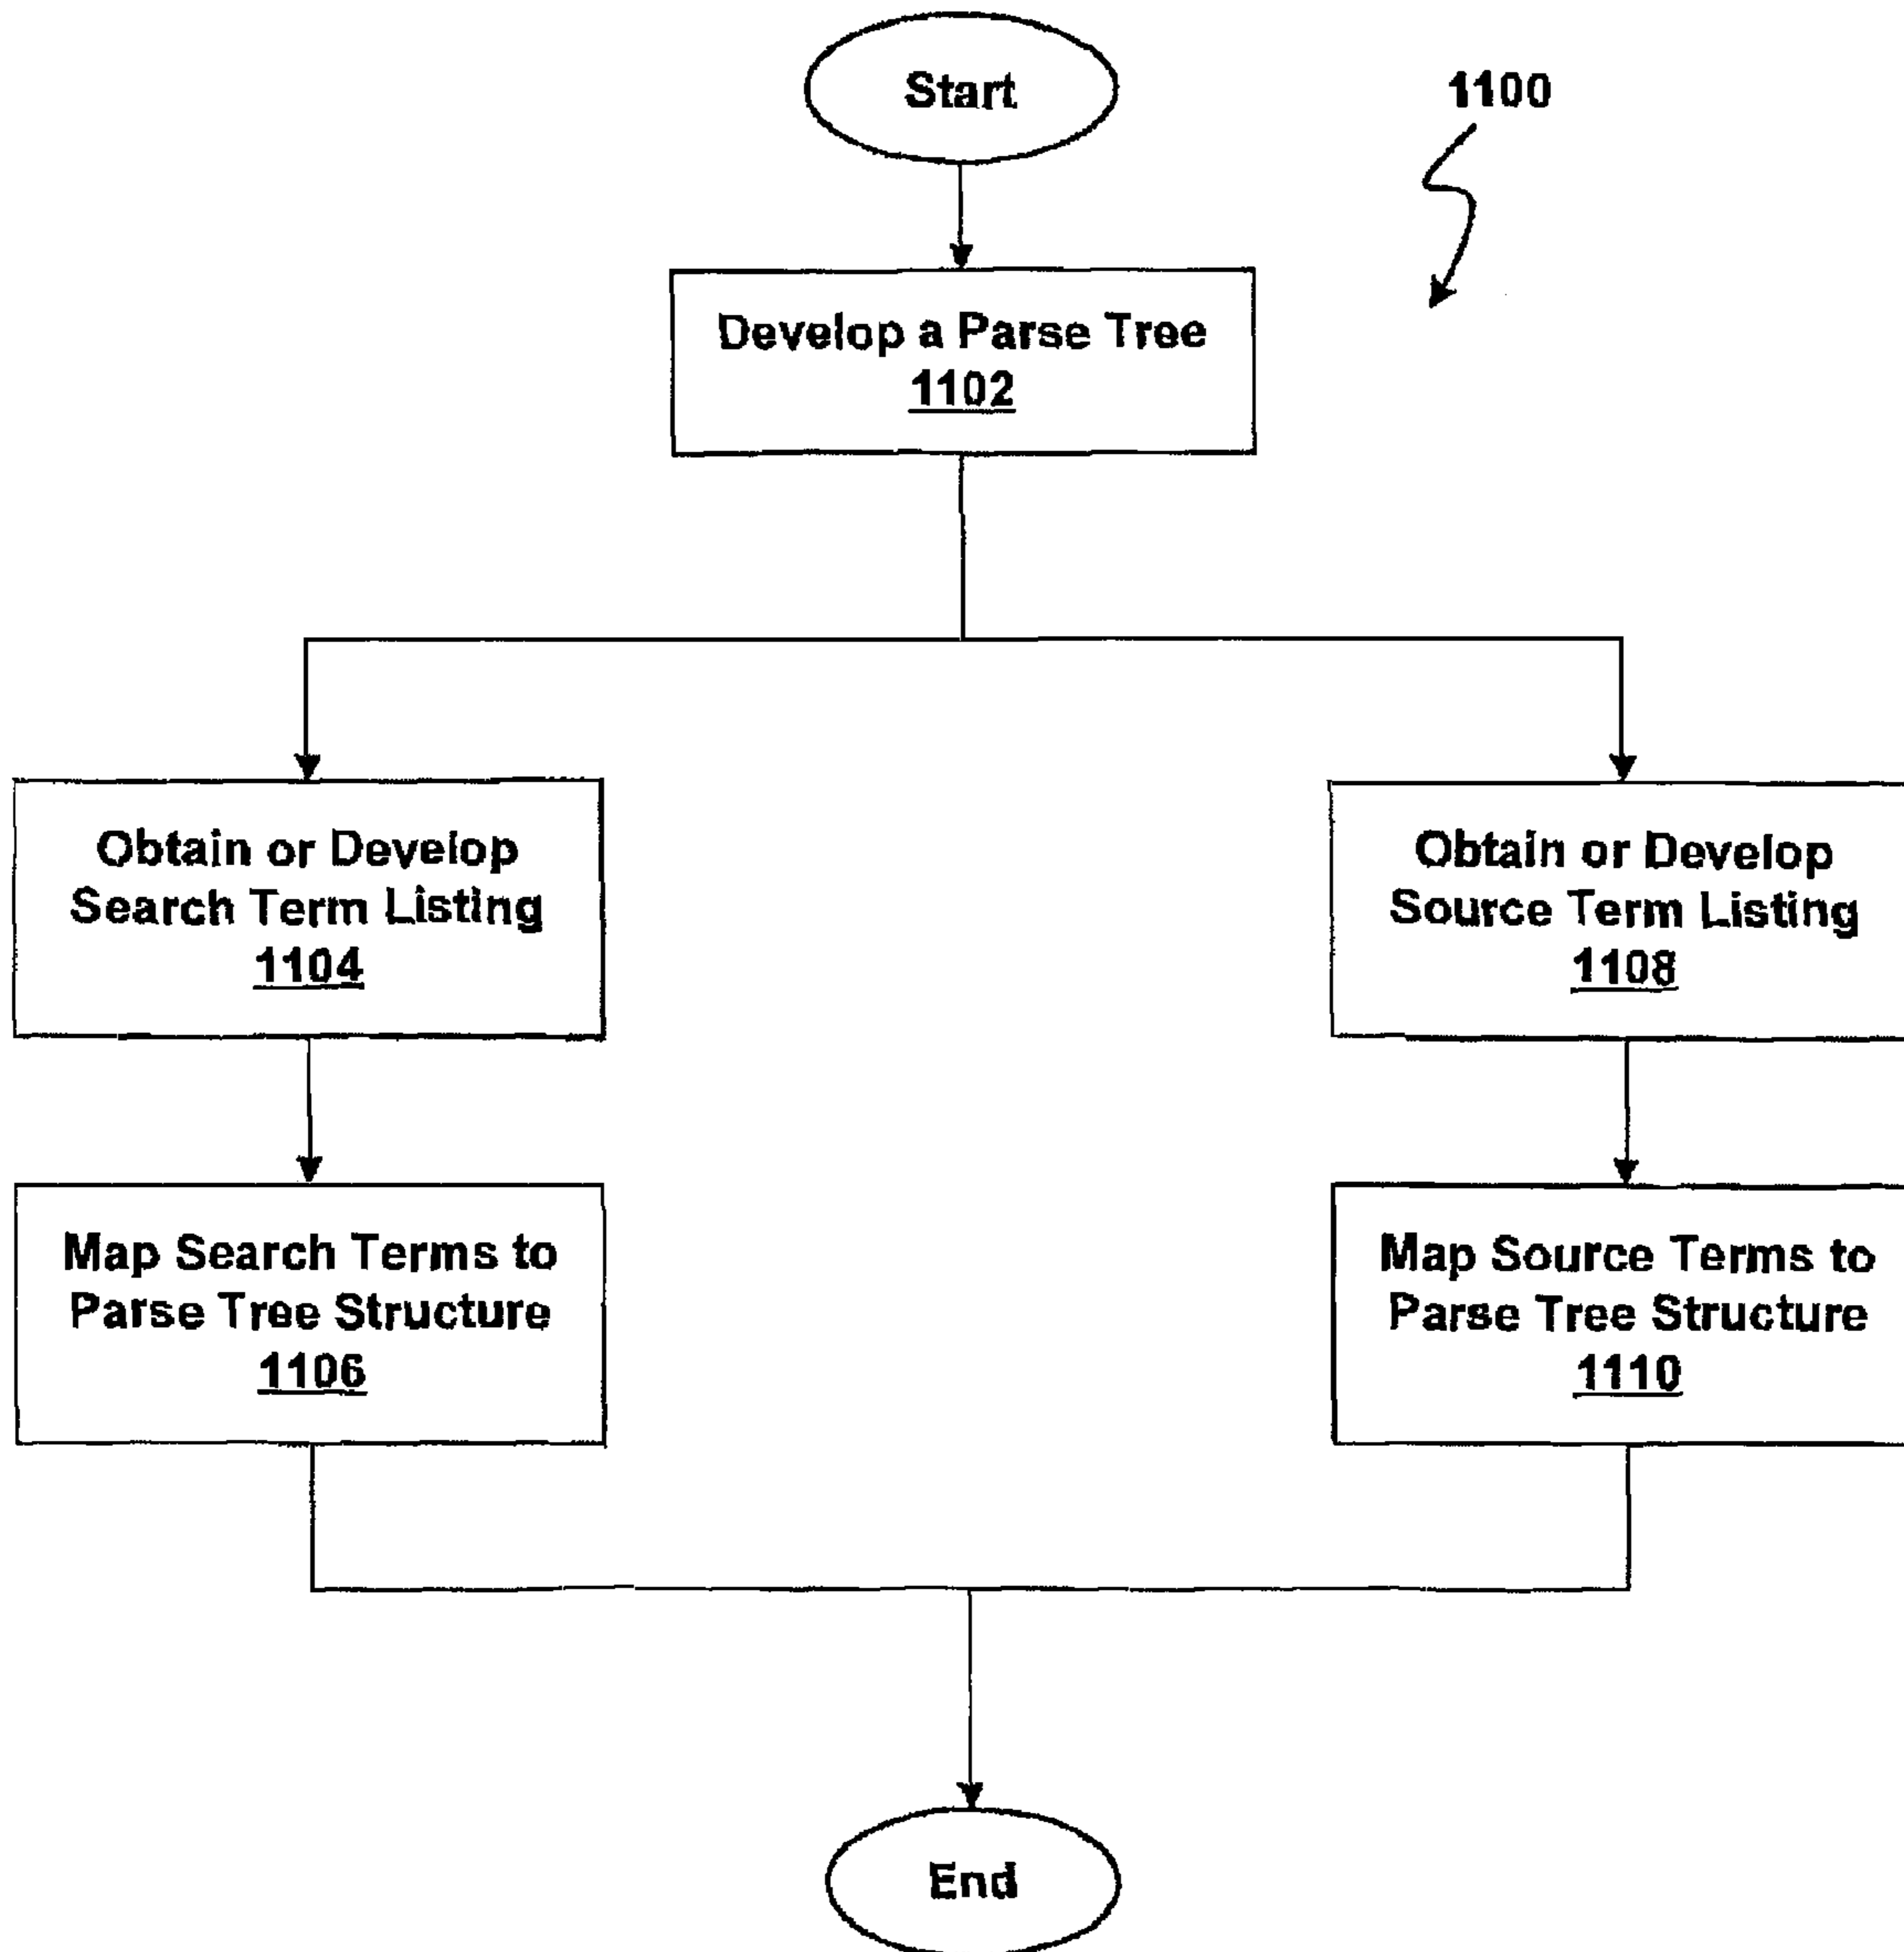 Start
1100
Develop a Parse Tree
1102
Obtain or Develop
Search Term Listing
1104
Obtain or Develop
Source Term Listing
1108
Map Search Terms to
Parse Tree Structure
1106
Map Source Terms to
Parse Tree Structure
1110
End